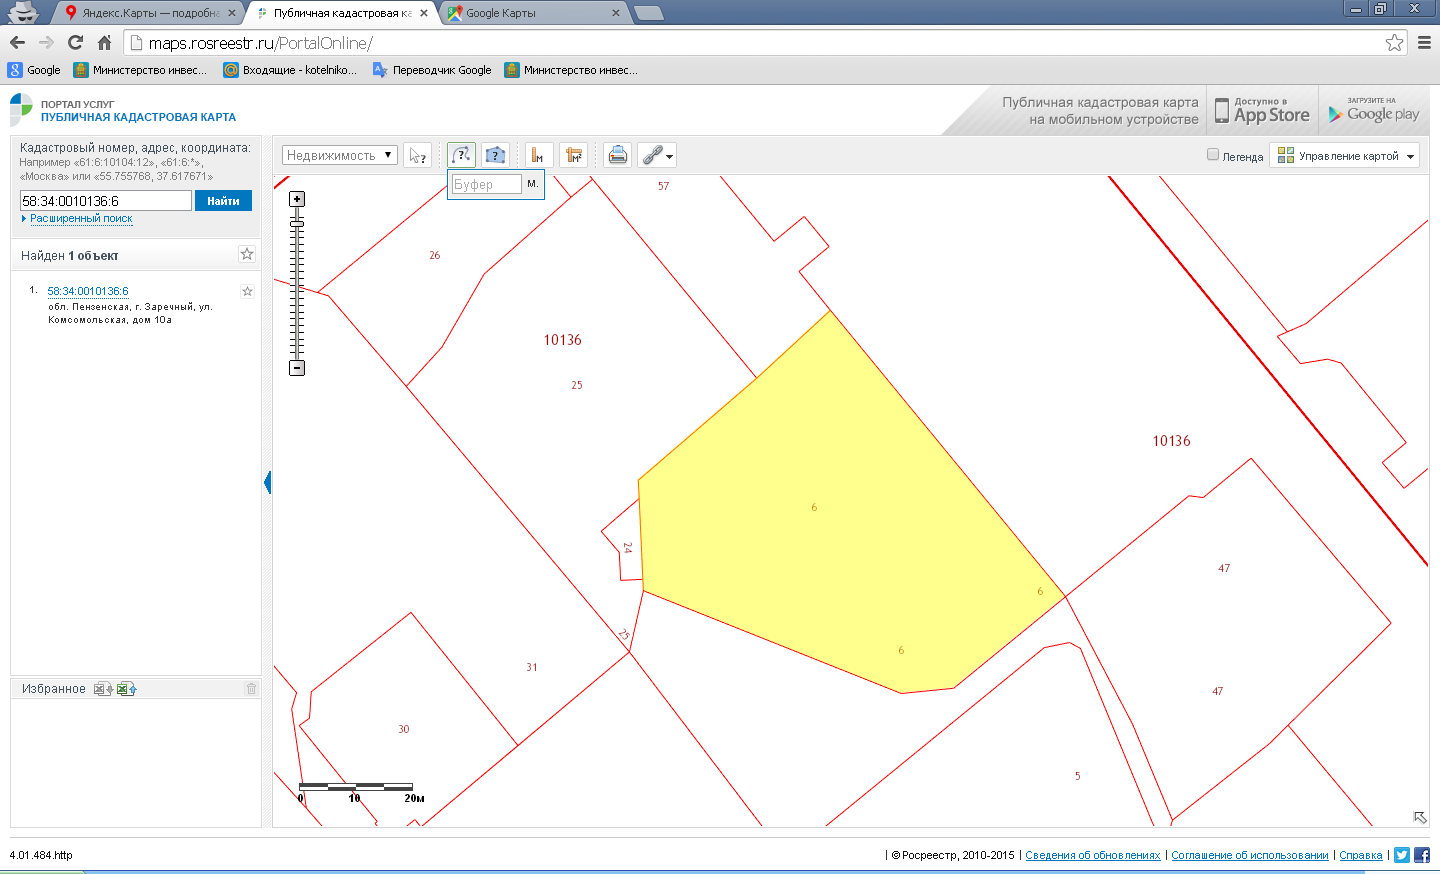 Яндекс.Карты — подробна
Публичная кадастровая ка
Google Карты
maps.rosreestr.ru/PortalOnline/
Google
Министерство инвес...
Входящие - kotelniko...
Переводчик Google
Министерство инвес...
ПОРТАЛ УСЛУГ
ПУБЛИЧНАЯ КАДАСТРОВАЯ КАРТА
Публичная кадастровая карта
на мобильном устройстве
Доступно в
App Store
ЗАГРУЗИТЕ НА
Google play
Кадастровый номер, адрес, координата:
Например «61:6:10104:12», «61:6:*»,
«Москва» или «55.755768, 37.617671»
58:34:0010136:6
Найти
Расширенный поиск
Недвижимость
Буфер
м.
Легенда
Управление картой
Найден 1 объект
1. 58:34:0010136:6
обл. Пензенская, г. Заречный, ул.
Комсомольская, дом 10а
57
26
10136
25
10136
6
24
47
6
25
6
31
47
30
5
0 10 20м
Избранное
4.01.484.http
| © Росреестр, 2010-2015 | Сведения об обновлениях | Соглашение об использовании | Справка |